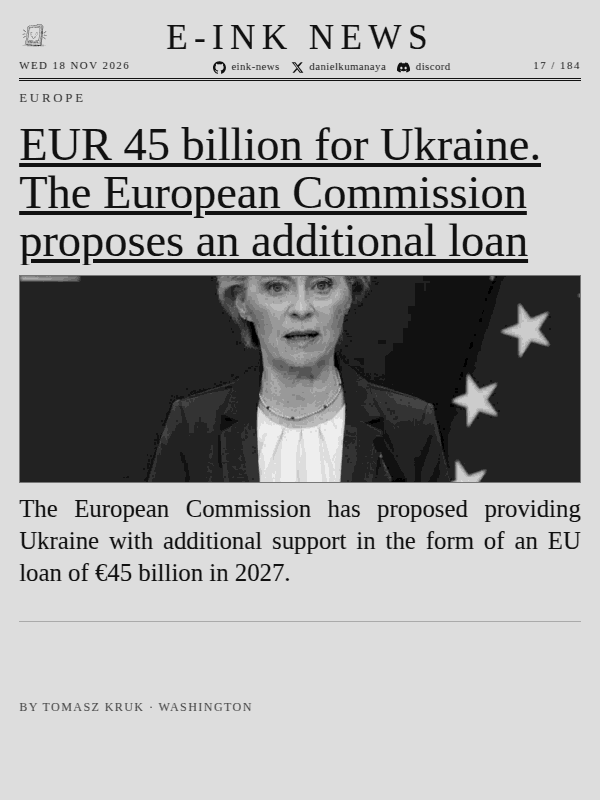 E-INK NEWS
WED 18 NOV 2026
eink-news danielkumanaya discord
17 / 184
EUROPE
EUR 45 billion for Ukraine.
The European Commission
proposes an additional loan
The European Commission has proposed providing
Ukraine with additional support in the form of an EU
loan of €45 billion in 2027.
BY TOMASZ KRUK · WASHINGTON